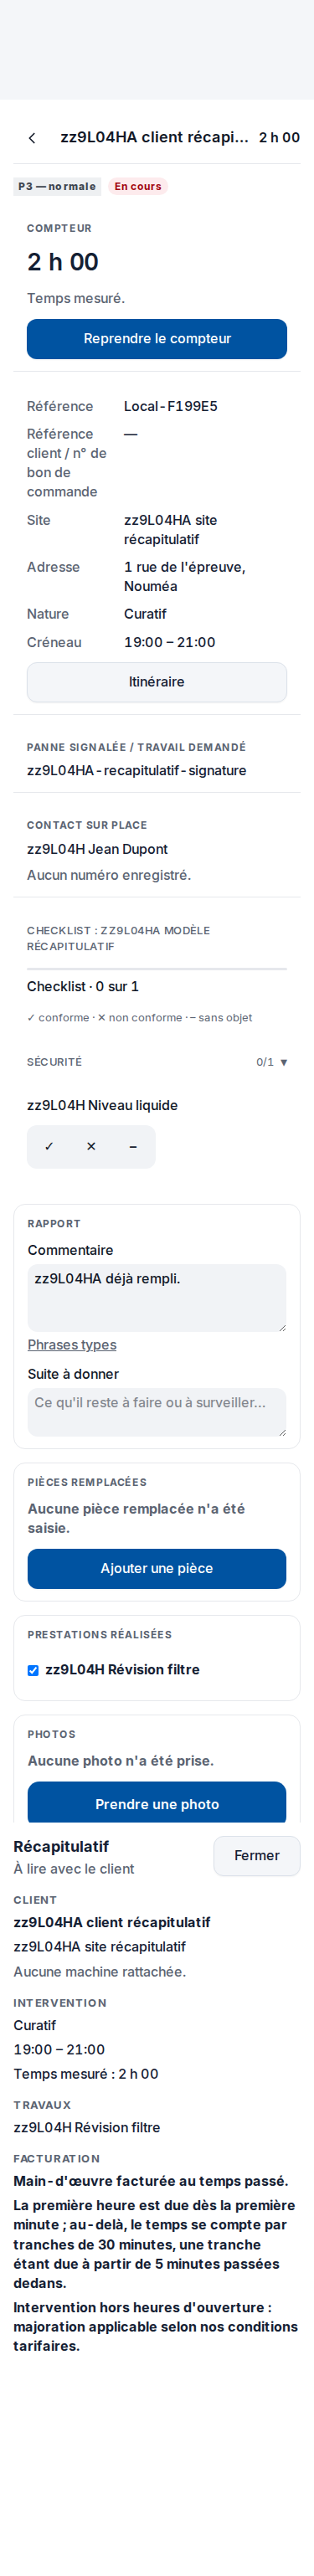 zz9L04HA client récapi... 2 h 00
P3 — normale En cours
COMPTEUR
2 h 00
Temps mesuré.
Reprendre le compteur
Référence Local-F199E5
Référence —
client / n° de
bon de
commande
Site zz9L04HA site
récapitulatif
Adresse 1 rue de l'épreuve,
Nouméa
Nature Curatif
Créneau 19:00 – 21:00
Itinéraire
PANNE SIGNALÉE / TRAVAIL DEMANDÉ
zz9L04HA-recapitulatif-signature
CONTACT SUR PLACE
zz9L04H Jean Dupont
Aucun numéro enregistré.
CHECKLIST : ZZ9L04HA MODÈLE
RÉCAPITULATIF
Checklist · 0 sur 1
✓ conforme · ✕ non conforme · – sans objet
SÉCURITÉ 0/1 ▼
zz9L04H Niveau liquide
✓ ✕ –
RAPPORT
Commentaire
zz9L04HA déjà rempli.
Phrases types
Suite à donner
Ce qu'il reste à faire ou à surveiller...
PIÈCES REMPLACÉES
Aucune pièce remplacée n'a été
saisie.
Ajouter une pièce
PRESTATIONS RÉALISÉES
zz9L04H Révision filtre
PHOTOS
Aucune photo n'a été prise.
Prendre une photo
Récapitulatif
À lire avec le client
Fermer
CLIENT
zz9L04HA client récapitulatif
zz9L04HA site récapitulatif
Aucune machine rattachée.
INTERVENTION
Curatif
19:00 – 21:00
Temps mesuré : 2 h 00
TRAVAUX
zz9L04H Révision filtre
FACTURATION
Main-d'œuvre facturée au temps passé.
La première heure est due dès la première
minute ; au-delà, le temps se compte par
tranches de 30 minutes, une tranche
étant due à partir de 5 minutes passées
dedans.
Intervention hors heures d'ouverture :
majoration applicable selon nos conditions
tarifaires.